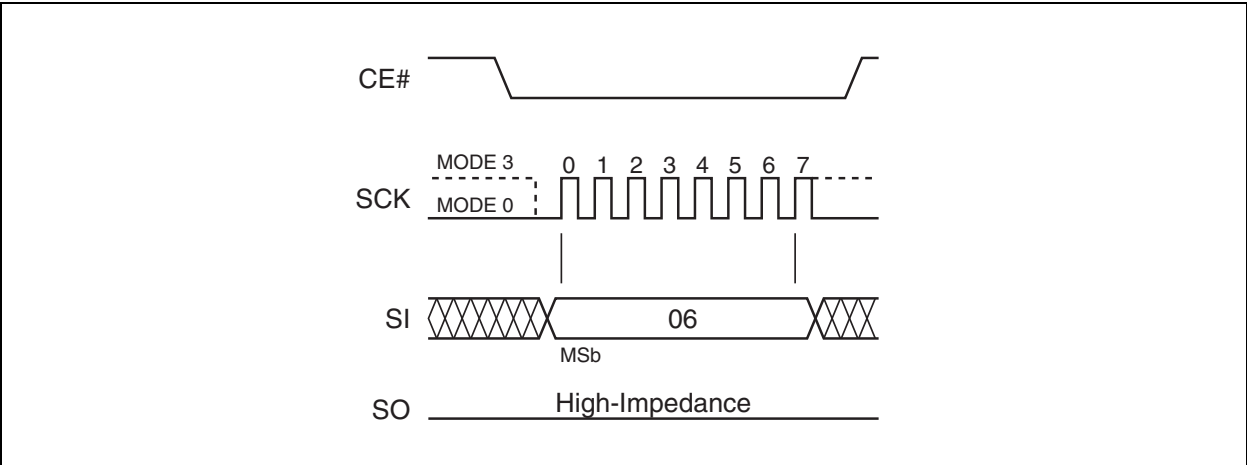 CE#
MODE 3
0 1 2 3 4 5 6 7
SCK
MODE 0
SI
06
MSb
SO
High-Impedance